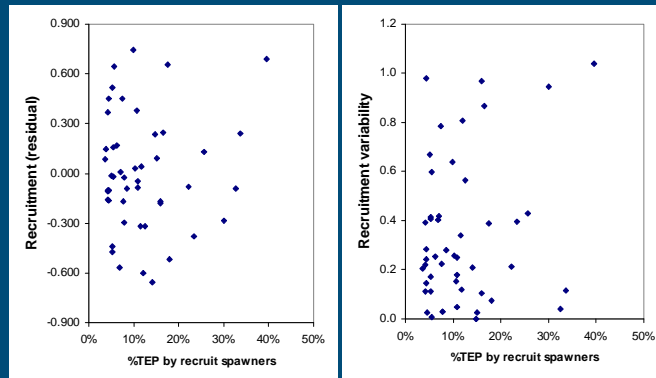 0.900
0.600
0.300
0.000
-0.300
-0.600
-0.900
0% 10% 20% 30% 40% 50%
Recruitment (residual)
%TEP by recruit spawners
1.2
1.0
0.8
0.6
0.4
0.2
0.0
0% 10% 20% 30% 40% 50%
Recruitment variability
%TEP by recruit spawners